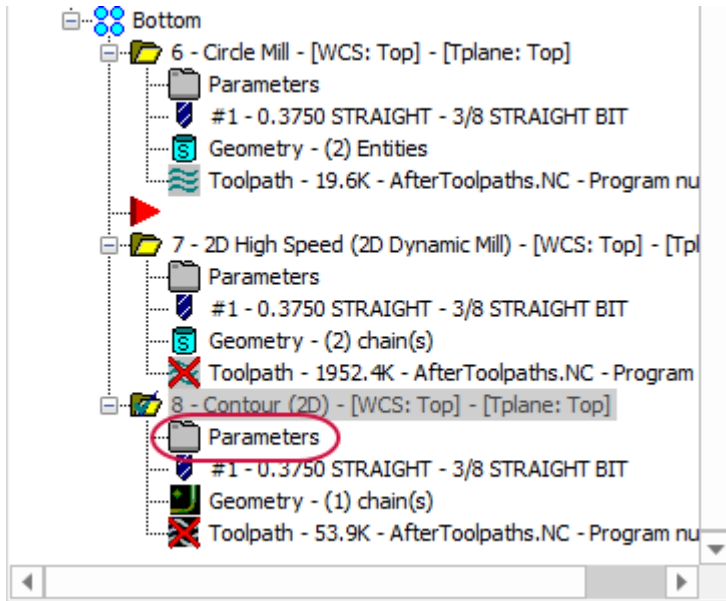 Bottom
6 - Circle Mill - [WCS: Top] - [Tplane: Top]
Parameters
#1 - 0.3750 STRAIGHT - 3/8 STRAIGHT BIT
Geometry - (2) Entities
Toolpath - 19.6K - AfterToolpaths.NC - Program nu
7 - 2D High Speed (2D Dynamic Mill) - [WCS: Top] - [Tpl
Parameters
#1 - 0.3750 STRAIGHT - 3/8 STRAIGHT BIT
Geometry - (2) chain(s)
Toolpath - 1952.4K - AfterToolpaths.NC - Program
8 - Contour (2D) - [WCS: Top] - [Tplane: Top]
Parameters
#1 - 0.3750 STRAIGHT - 3/8 STRAIGHT BIT
Geometry - (1) chain(s)
Toolpath - 53.9K - AfterToolpaths.NC - Program nu